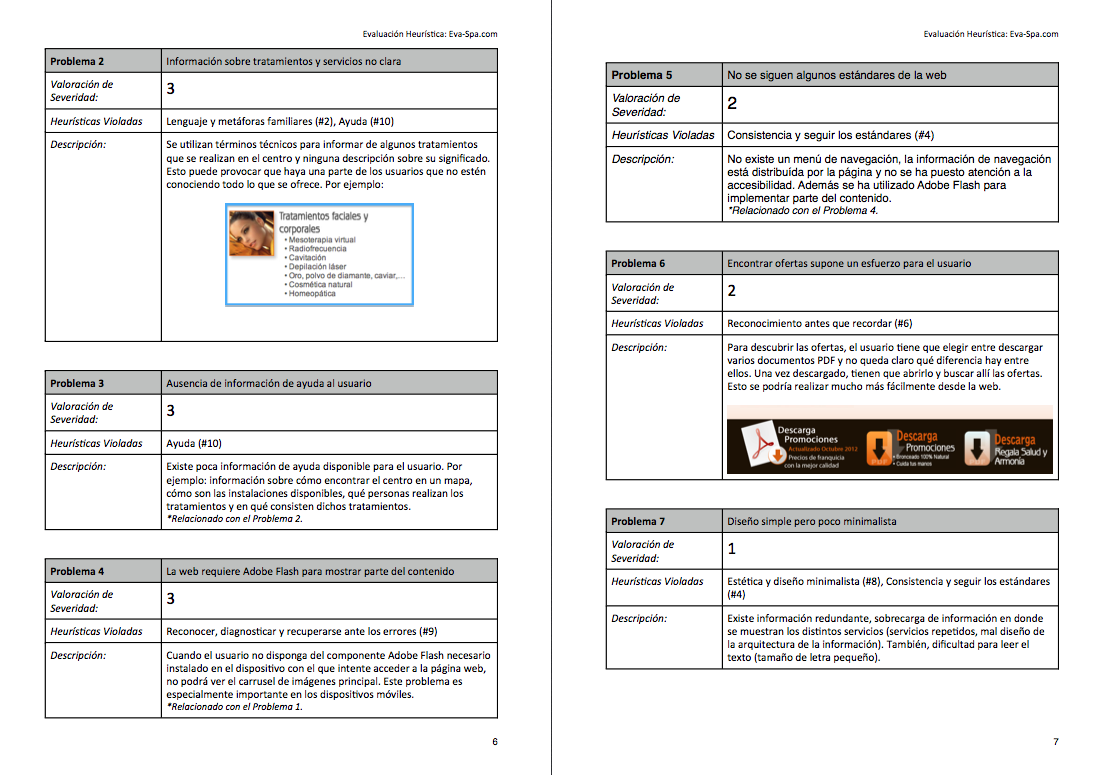 Evaluación Heurística: Eva-Spa.com
Problema 2
Información sobre tratamientos y servicios no clara
Valoración de
Severidad:
3
Heurísticas Violadas
Lenguaje y metáforas familiares (#2), Ayuda (#10)
Descripción:
Se utilizan términos técnicos para informar de algunos tratamientos
que se realizan en el centro y ninguna descripción sobre su significado.
Esto puede provocar que haya una parte de los usuarios que no estén
conociendo todo lo que se ofrece. Por ejemplo:
Tratamientos faciales y
corporales
• Mesoterapia virtual
• Radiofrecuencia
• Cavitación
• Depilación láser
• Oro, polvo de diamante, caviar,...
• Cosmética natural
• Homeopática
Problema 3
Ausencia de información de ayuda al usuario
Valoración de
Severidad:
3
Heurísticas Violadas
Ayuda (#10)
Descripción:
Existe poca información de ayuda disponible para el usuario. Por
ejemplo: información sobre cómo encontrar el centro en un mapa,
cómo son las instalaciones disponibles, qué personas realizan los
tratamientos y en qué consisten dichos tratamientos.
*Relacionado con el Problema 2.
Problema 4
La web requiere Adobe Flash para mostrar parte del contenido
Valoración de
Severidad:
3
Heurísticas Violadas
Reconocer, diagnosticar y recuperarse ante los errores (#9)
Descripción:
Cuando el usuario no disponga del componente Adobe Flash necesario
instalado en el dispositivo con el que intente acceder a la página web,
no podrá ver el carrusel de imágenes principal. Este problema es
especialmente importante en los dispositivos móviles.
*Relacionado con el Problema 1.
6
Evaluación Heurística: Eva-Spa.com
Problema 5
No se siguen algunos estándares de la web
Valoración de
Severidad:
2
Heurísticas Violadas
Consistencia y seguir los estándares (#4)
Descripción:
No existe un menú de navegación, la información de navegación
está distribuída por la página y no se ha puesto atención a la
accesibilidad. Además se ha utilizado Adobe Flash para
implementar parte del contenido.
*Relacionado con el Problema 4.
Problema 6
Encontrar ofertas supone un esfuerzo para el usuario
Valoración de
Severidad:
2
Heurísticas Violadas
Reconocimiento antes que recordar (#6)
Descripción:
Para descubrir las ofertas, el usuario tiene que elegir entre descargar
varios documentos PDF y no queda claro qué diferencia hay entre
ellos. Una vez descargado, tienen que abrirlo y buscar allí las ofertas.
Esto se podría realizar mucho más fácilmente desde la web.
Descarga
Promociones
Actualizado Octubre 2012
Precios de franquicia
con la mejor calidad
PDF
Descarga
Promociones
• Bronceado 100% Natural
• Cuida tus manos
PDF
Descarga
Regala Salud y
Armonía
Problema 7
Diseño simple pero poco minimalista
Valoración de
Severidad:
1
Heurísticas Violadas
Estética y diseño minimalista (#8), Consistencia y seguir los estándares
(#4)
Descripción:
Existe información redundante, sobrecarga de información en donde
se muestran los distintos servicios (servicios repetidos, mal diseño de
la arquitectura de la información). También, dificultad para leer el
texto (tamaño de letra pequeño).
7